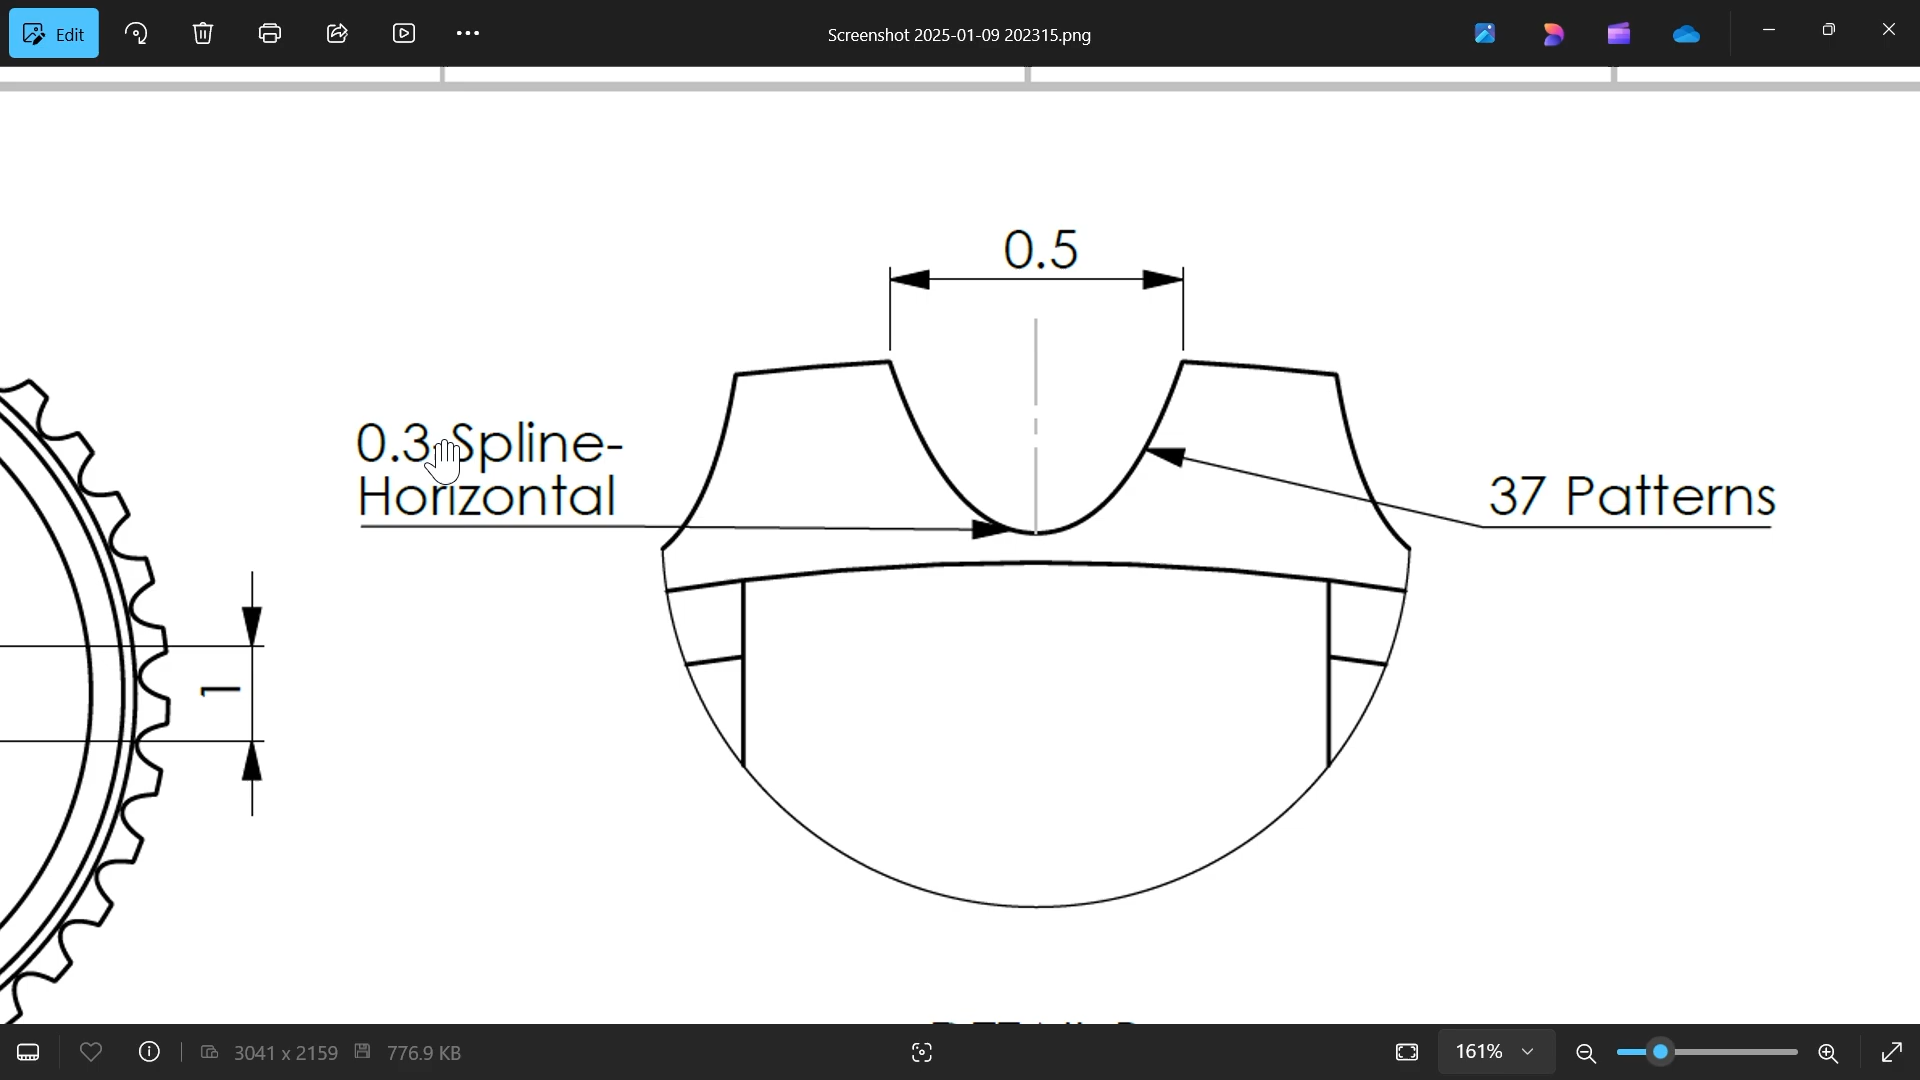 Edit
Screenshot 2025-01-09 202315.png
0.5
0.3 Spline-
Horizontal
37 Patterns
1
3041 x 2159
776.9 KB
161%